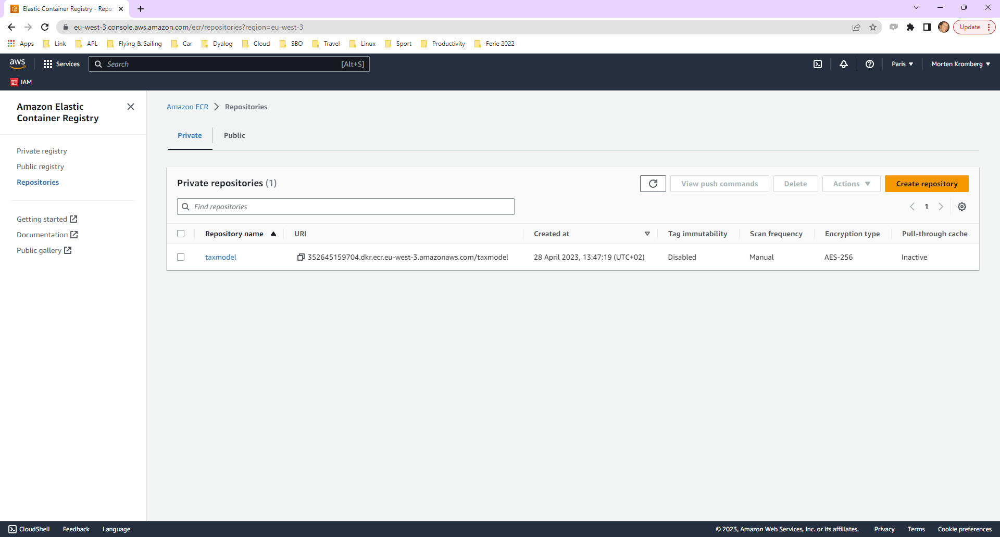 Elastic Container Registry - Repos
eu-west-3.console.aws.amazon.com/ecr/repositories?region=eu-west-3
Update
Apps Link APL Flying & Sailing Car Dyalog Cloud SBO Travel Linux Sport Productivity Ferie 2022
aws Services Search [Alt+S] Paris Morten Kromberg
IAM
Amazon Elastic
Container Registry
Private registry
Public registry
Repositories
Getting started
Documentation
Public gallery
Amazon ECR Repositories
Private Public
Private repositories (1) View push commands Delete Actions Create repository
Find repositories 1
Repository name URI Created at Tag immutability Scan frequency Encryption type Pull-through cache
taxmodel 352645159704.dkr.ecr.eu-west-3.amazonaws.com/taxmodel 28 April 2023, 13:47:19 (UTC+02) Disabled Manual AES-256 Inactive
CloudShell Feedback Language © 2023, Amazon Web Services, Inc. or its affiliates. Privacy Terms Cookie preferences